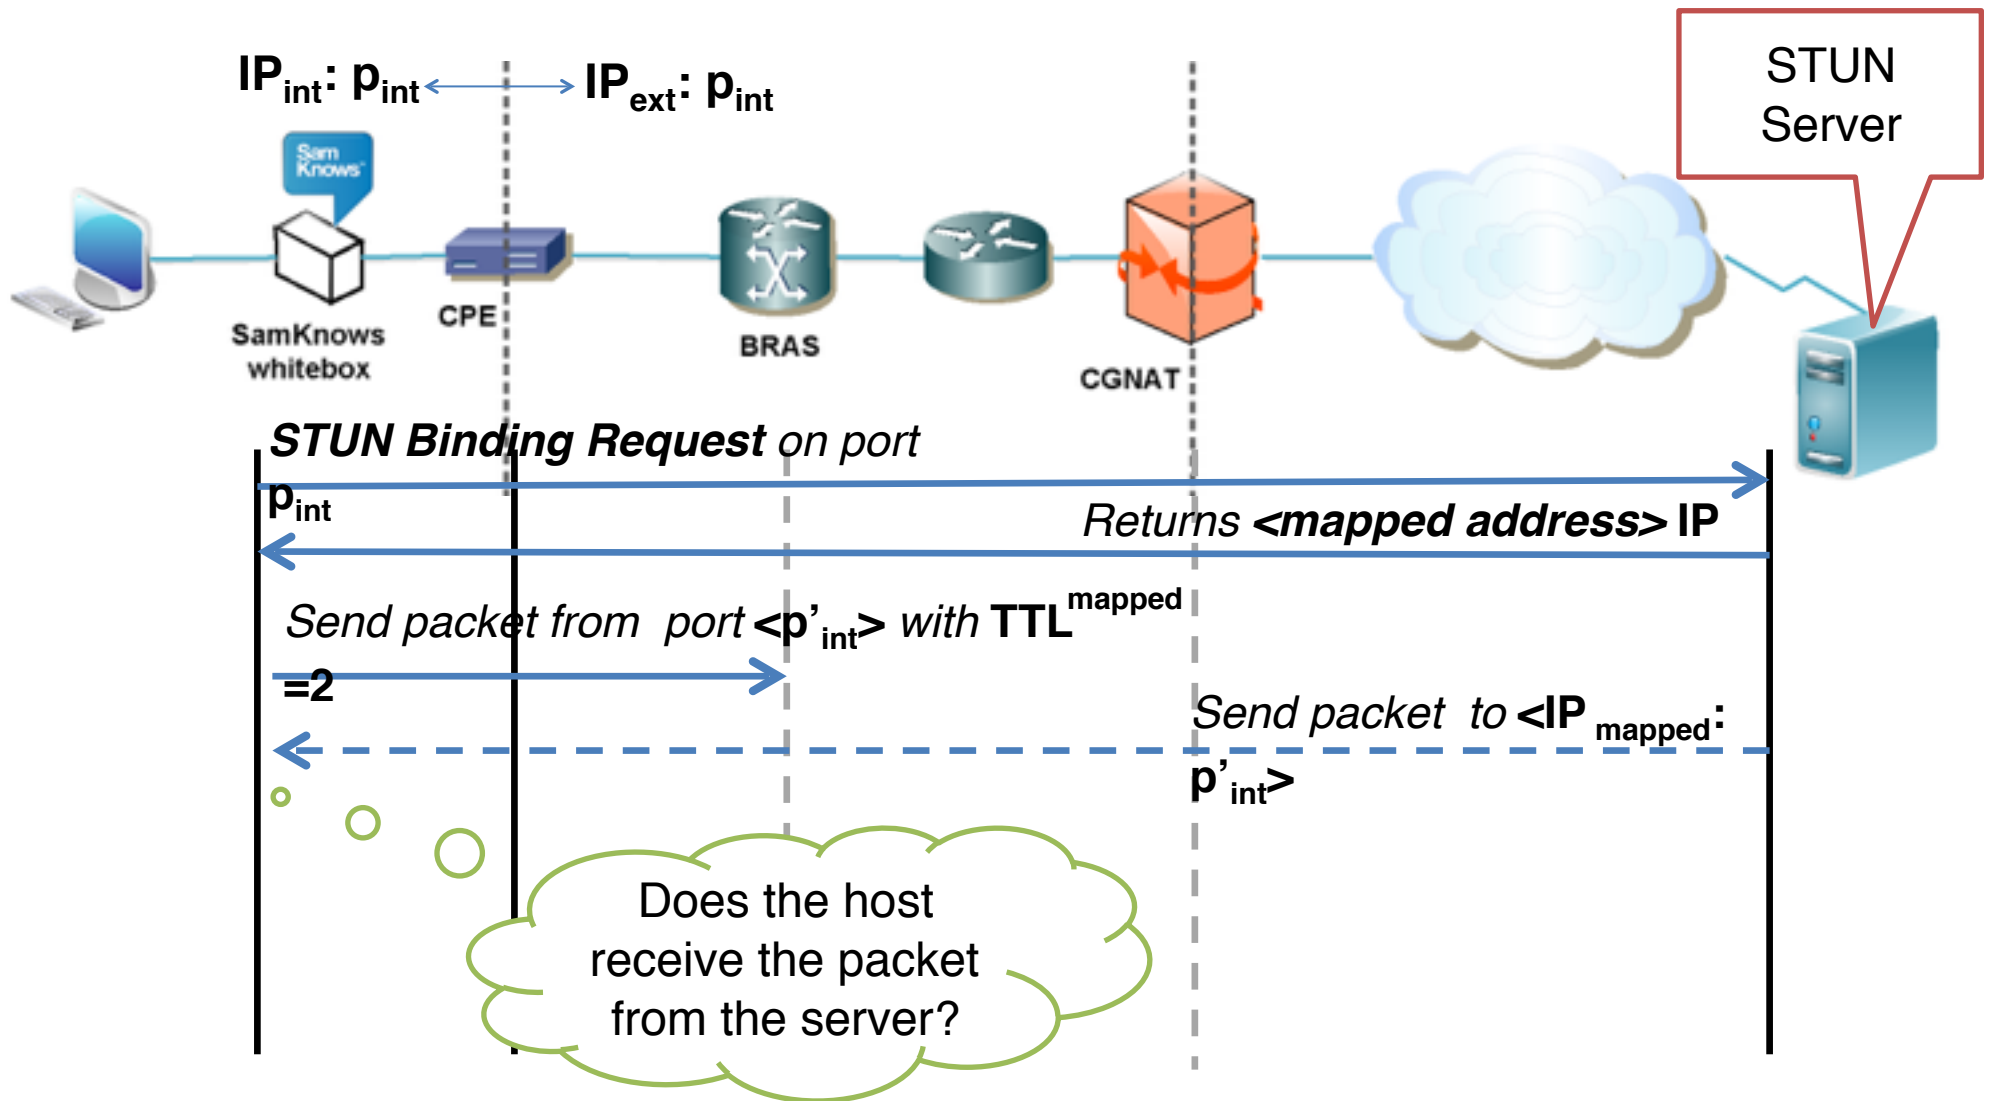 IPint: pint
IPext: pint
STUN
Server
Sam
Knows
SamKnows
whitebox
CPE
BRAS
CGNAT
STUN Binding Request on port
pint
Returns <mapped address> IP
mapped
Send packet from port <p’int> with TTL
=2
Send packet to <IP mapped:
p’int>
Does the host
receive the packet
from the server?